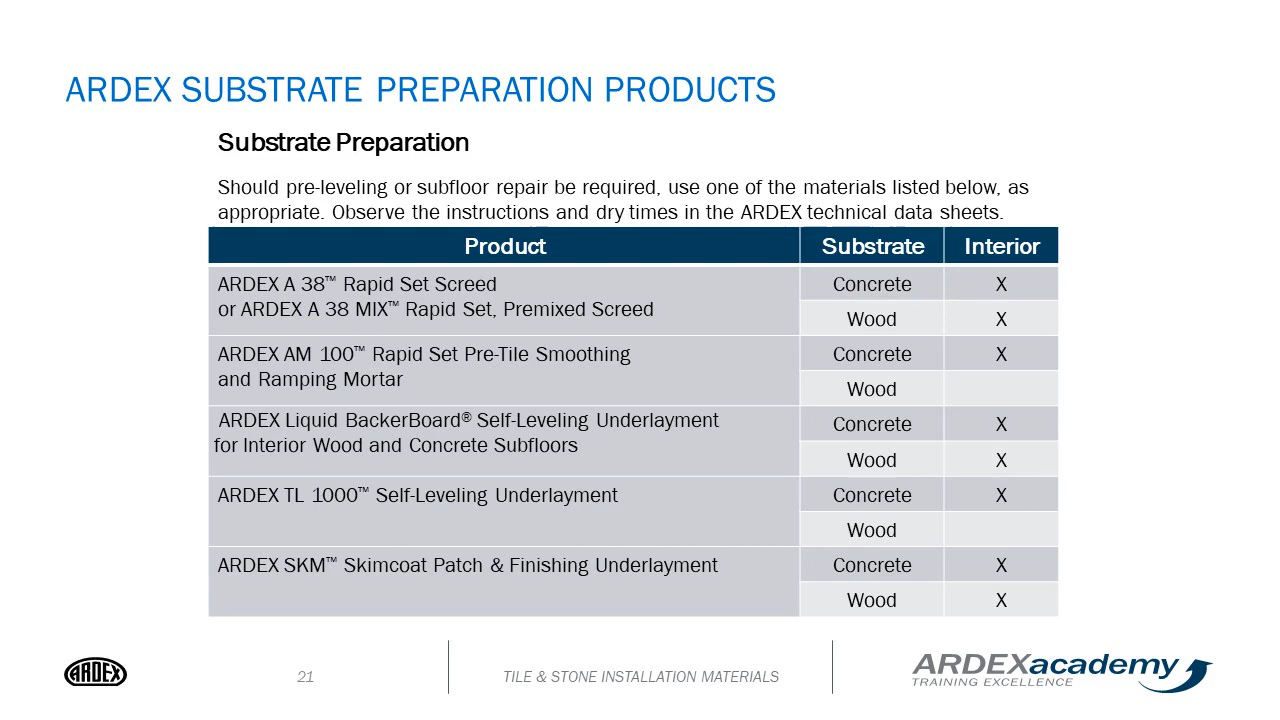 ARDEX SUBSTRATE PREPARATION PRODUCTS
Substrate Preparation
Should pre-leveling or subfloor repair be required, use one of the materials listed below, as
appropriate. Observe the instructions and dry times in the ARDEX technical data sheets.
Product Substrate Interior
ARDEX A 38™ Rapid Set Screed Concrete X
or ARDEX A 38 MIX™ Rapid Set, Premixed Screed
Wood X
ARDEX AM 100™ Rapid Set Pre-Tile Smoothing Concrete X
and Ramping Mortar
Wood
ARDEX Liquid BackerBoard® Self-Leveling Underlayment Concrete X
for Interior Wood and Concrete Subfloors
Wood X
ARDEX TL 1000™ Self-Leveling Underlayment Concrete X
Wood
ARDEX SKM™ Skimcoat Patch & Finishing Underlayment Concrete X
Wood X
ARDEX
21
TILE & STONE INSTALLATION MATERIALS
ARDEXacademy
TRAINING EXCELLENCE